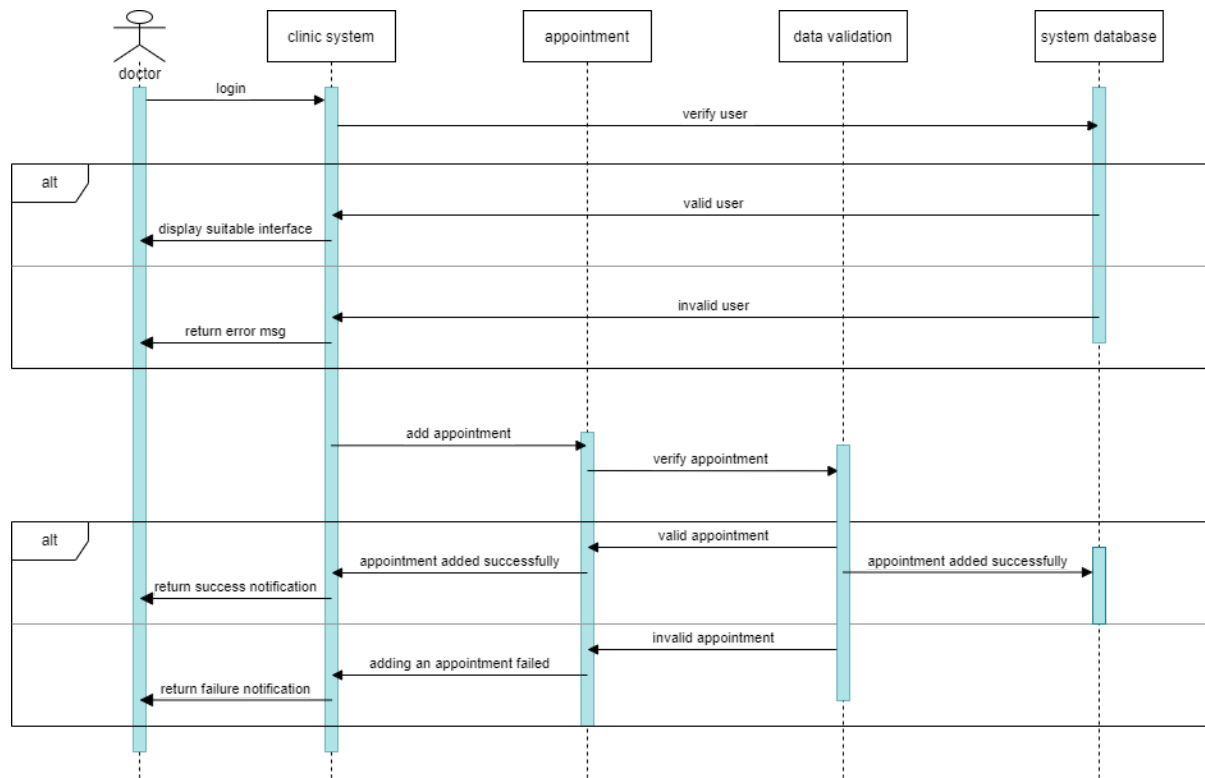 clinic system
appointment
data validation
system database
doctor
login
verify user
alt
valid user
display suitable interface
invalid user
return error msg
add appointment
verify appointment
alt
valid appointment
appointment added successfully
appointment added successfully
return success notification
invalid appointment
adding an appointment failed
return failure notification